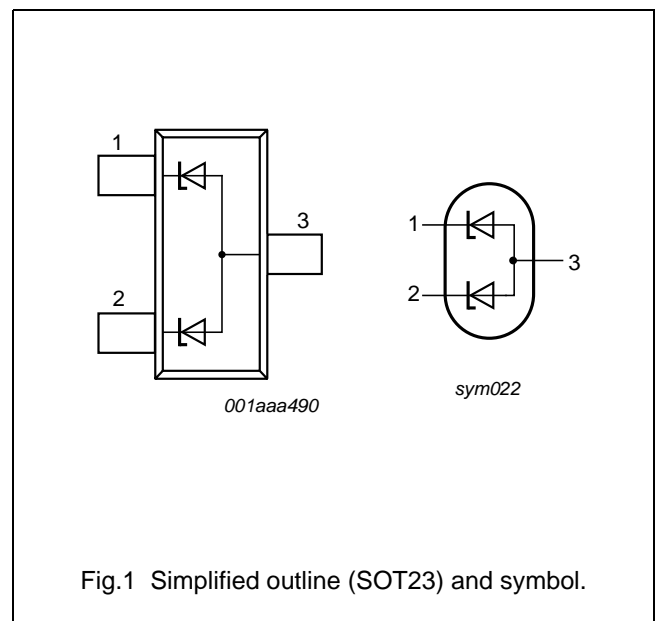 1
3
2
001aaa490
1
3
2
sym022
Fig.1 Simplified outline (SOT23) and symbol.